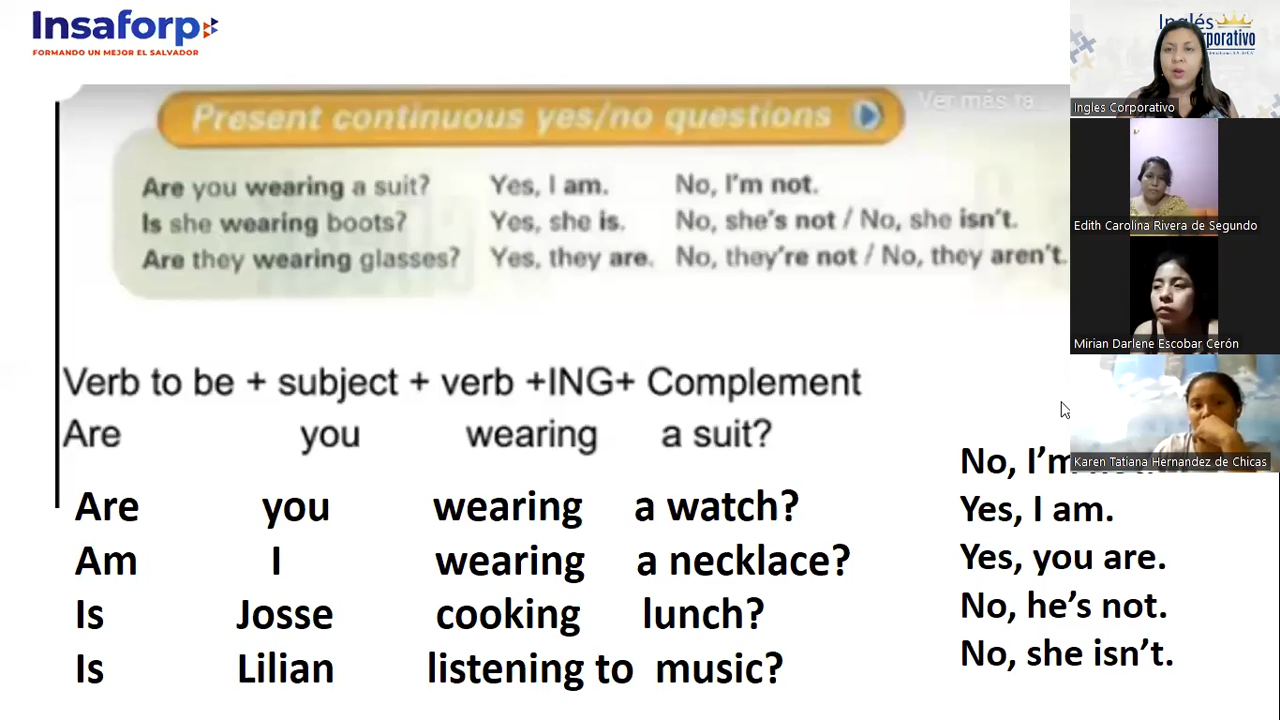 Insaforp
FORMANDO UN MEJOR EL SALVADOR
Present continuous yes/no questions
Ver más ta...
Are you wearing a suit? Yes, I am. No, I'm not.
Is she wearing boots? Yes, she is. No, she's not / No, she isn't.
Are they wearing glasses? Yes, they are. No, they're not / No, they aren't.
Verb to be + subject + verb +ING+ Complement
Are you wearing a suit?
No, I'm
Are you wearing a watch? Yes, I am.
Am I wearing a necklace? Yes, you are.
Is Josse cooking lunch? No, he's not.
Is Lilian listening to music? No, she isn't.
Inglés
Ingles Corporativo
Edith Carolina Rivera de Segundo
Mirian Darlene Escobar Cerón
Karen Tatiana Hernandez de Chicas